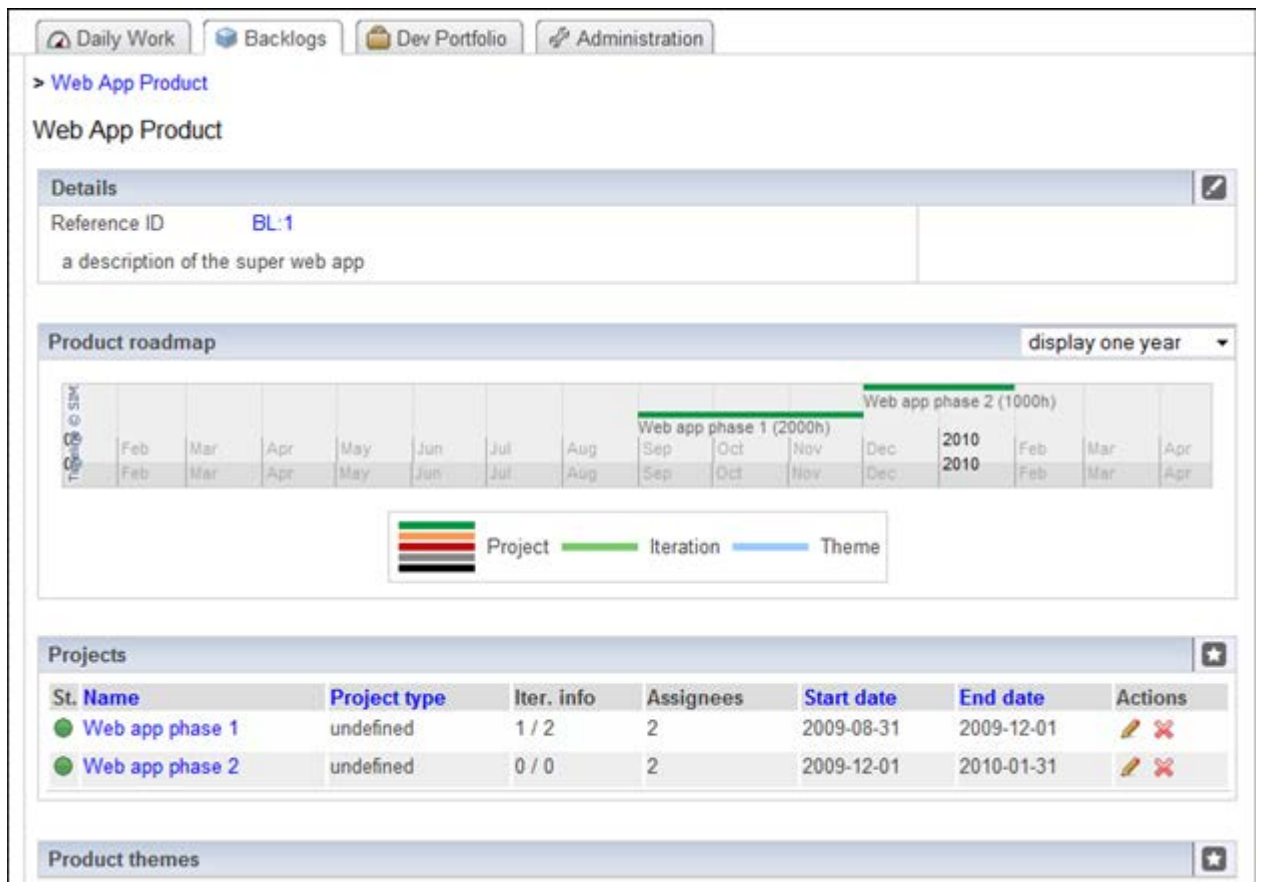 Daily Work Backlogs Dev Portfolio Administration
> Web App Product
Web App Product
Details
Reference ID BL:1
a description of the super web app
Product roadmap display one year
Web app phase 2 (1000h)
Web app phase 1 (2000h)
Feb Mar Apr May Jun Jul Aug Sep Oct Nov Dec 2010 Feb Mar Apr
Feb Mar Apr May Jun Jul Aug Sep Oct Nov Dec 2010 Feb Mar Apr
Project Iteration Theme
Projects
St. Name Project type Iter. info Assignees Start date End date Actions
Web app phase 1 undefined 1 / 2 2 2009-08-31 2009-12-01
Web app phase 2 undefined 0 / 0 2 2009-12-01 2010-01-31
Product themes